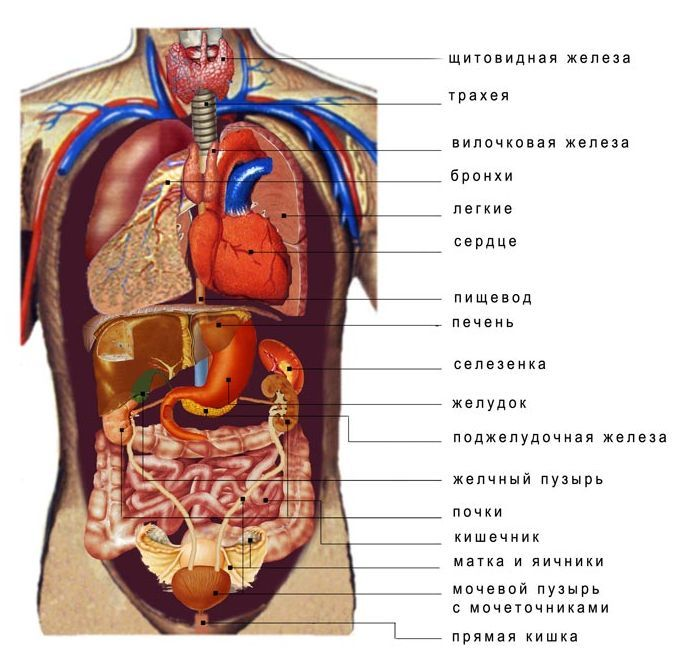 щитовидная железа
трахея
вилочковая железа
бронхи
легкие
сердце
пищевод
печень
селезенка
желудок
поджелудочная железа
желчный пузырь
почки
кишечник
матка и яичники
мочевой пузырь
с мочеточниками
прямая кишка